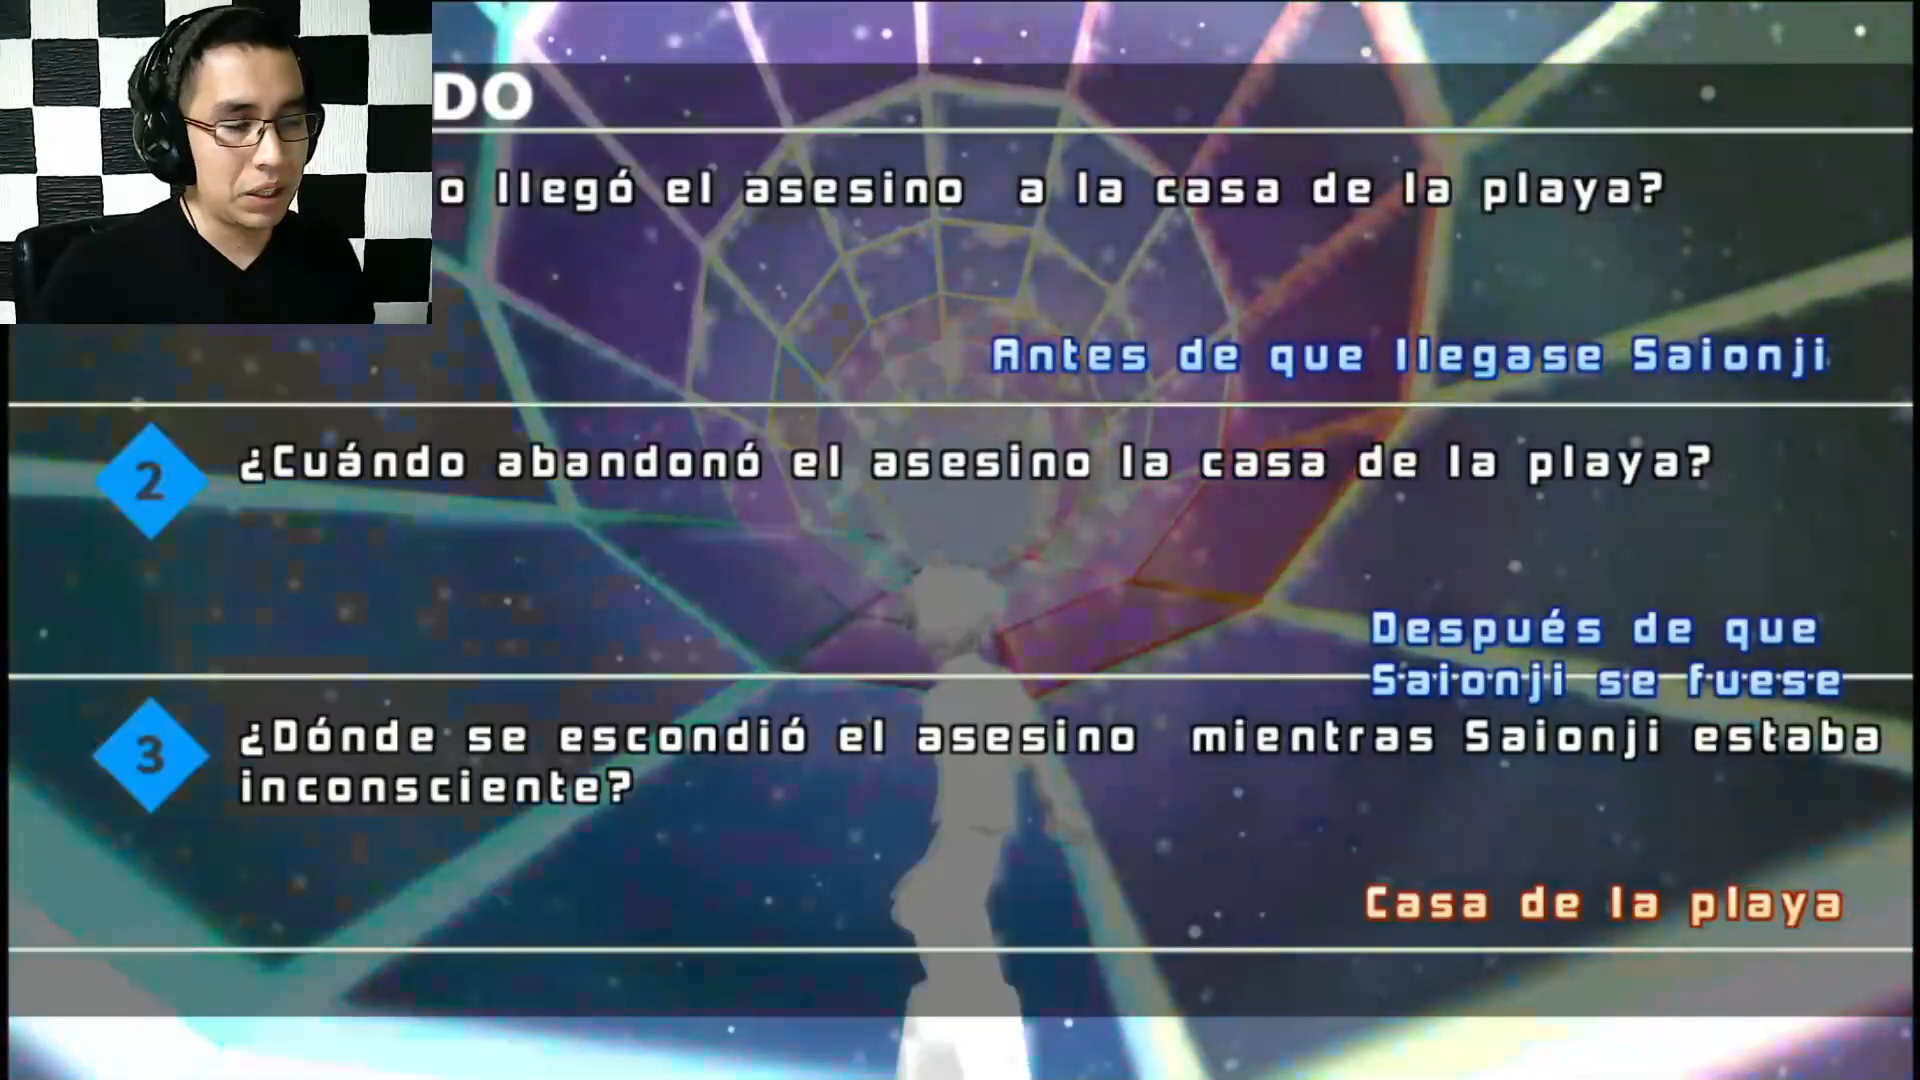 DO
o llegó el asesino a la casa de la playa?
Antes de que llegase Saionji
2
¿Cuándo abandonó el asesino la casa de la playa?
Después de que
Saionji se fuese
3
¿Dónde se escondió el asesino mientras Saionji estaba
inconsciente?
Casa de la playa